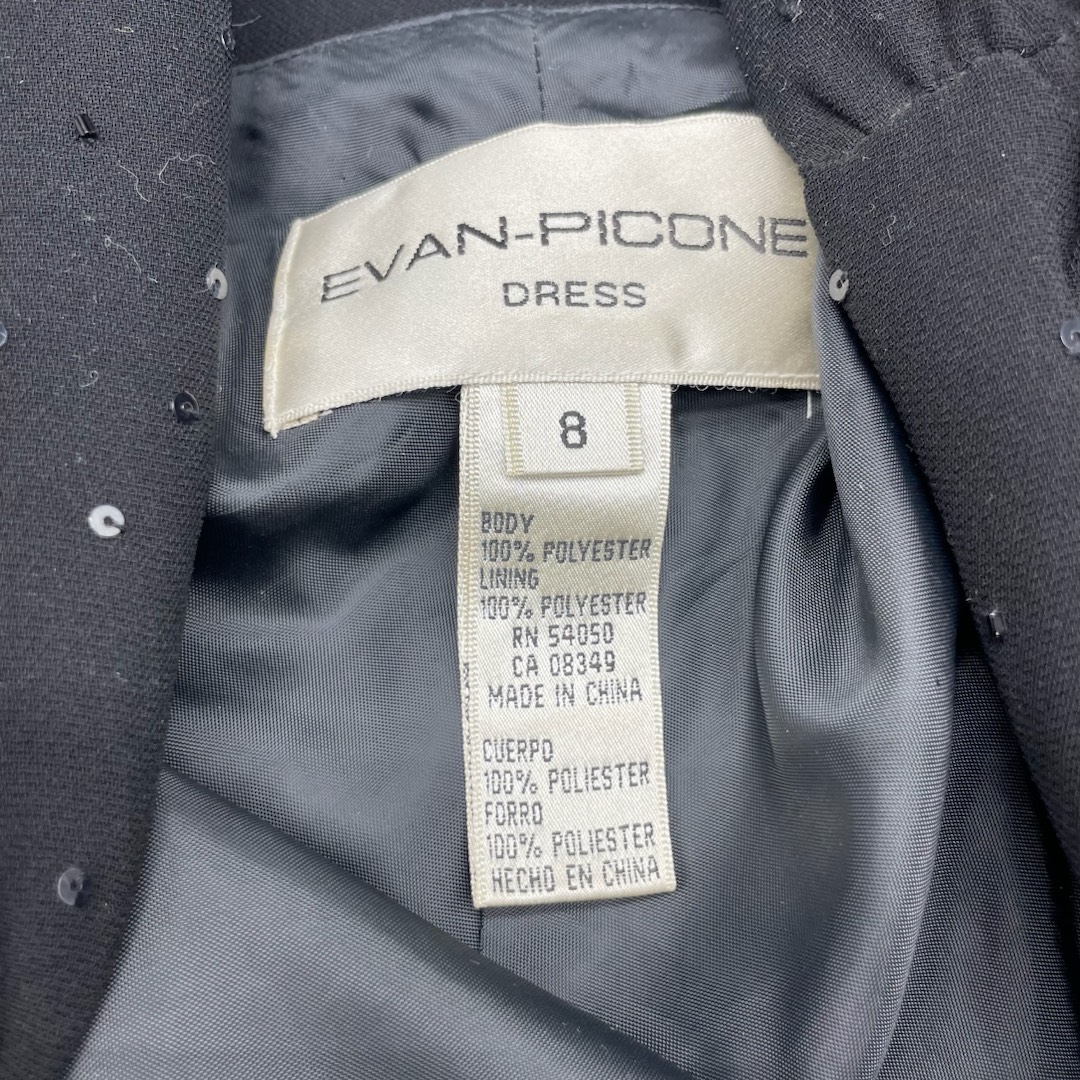 EVAN-PICONE
DRESS
8
BODY
100% POLYESTER
LINING
100% POLYESTER
RN 54050
CA 08349
MADE IN CHINA
CUERPO
100% POLIESTER
FORRO
100% POLIESTER
HECHO EN CHINA